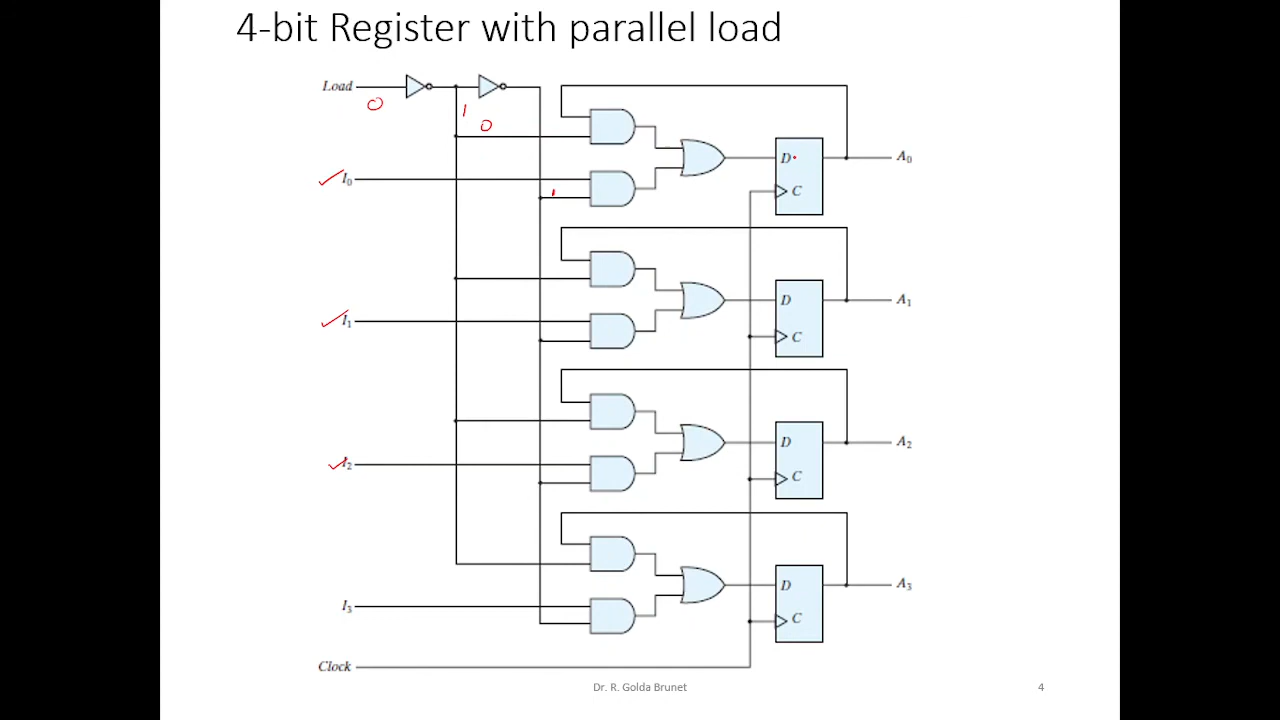 4-bit Register with parallel load
Load
0
1
0
I0
1
D
A0
C
I1
D
A1
C
I2
D
A2
C
I3
D
A3
C
Clock
Dr. R. Golda Brunet
4